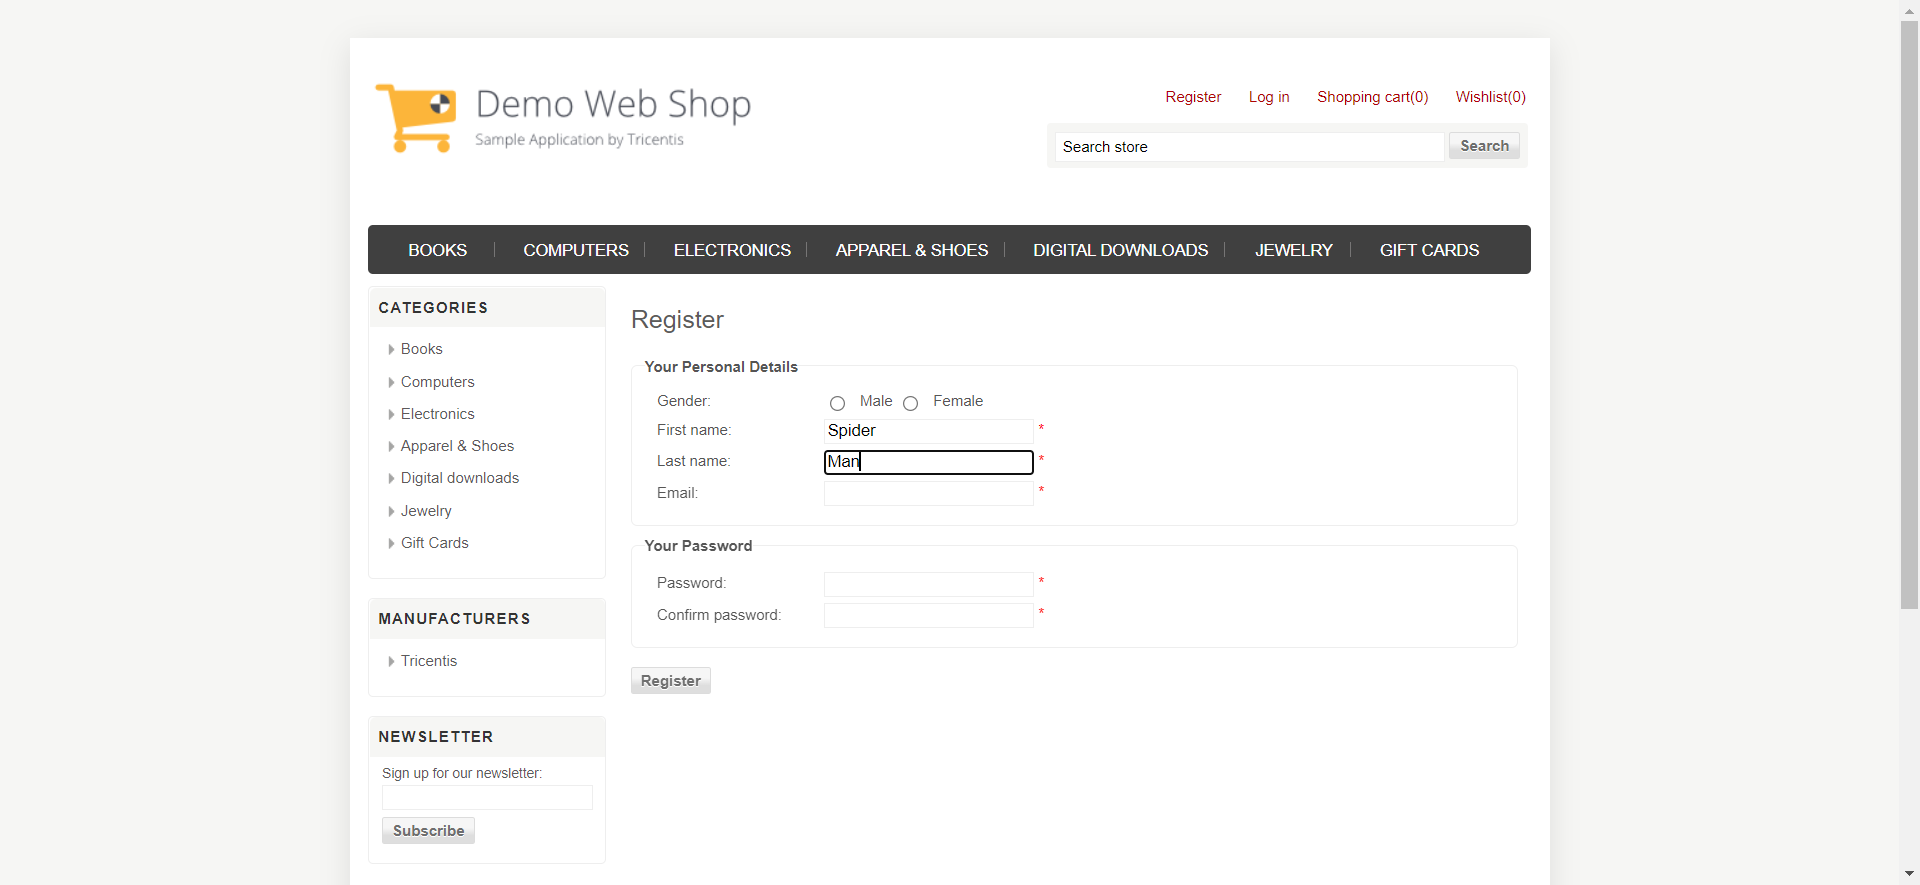 Demo Web Shop
Sample Application by Tricentis
Register Log in Shopping cart(0) Wishlist(0)
Search store Search
BOOKS COMPUTERS ELECTRONICS APPAREL & SHOES DIGITAL DOWNLOADS JEWELRY GIFT CARDS
CATEGORIES
Books
Computers
Electronics
Apparel & Shoes
Digital downloads
Jewelry
Gift Cards
MANUFACTURERS
Tricentis
NEWSLETTER
Sign up for our newsletter:
Subscribe
Register
Your Personal Details
Gender: Male Female
First name: Spider *
Last name: Man *
Email: *
Your Password
Password: *
Confirm password: *
Register